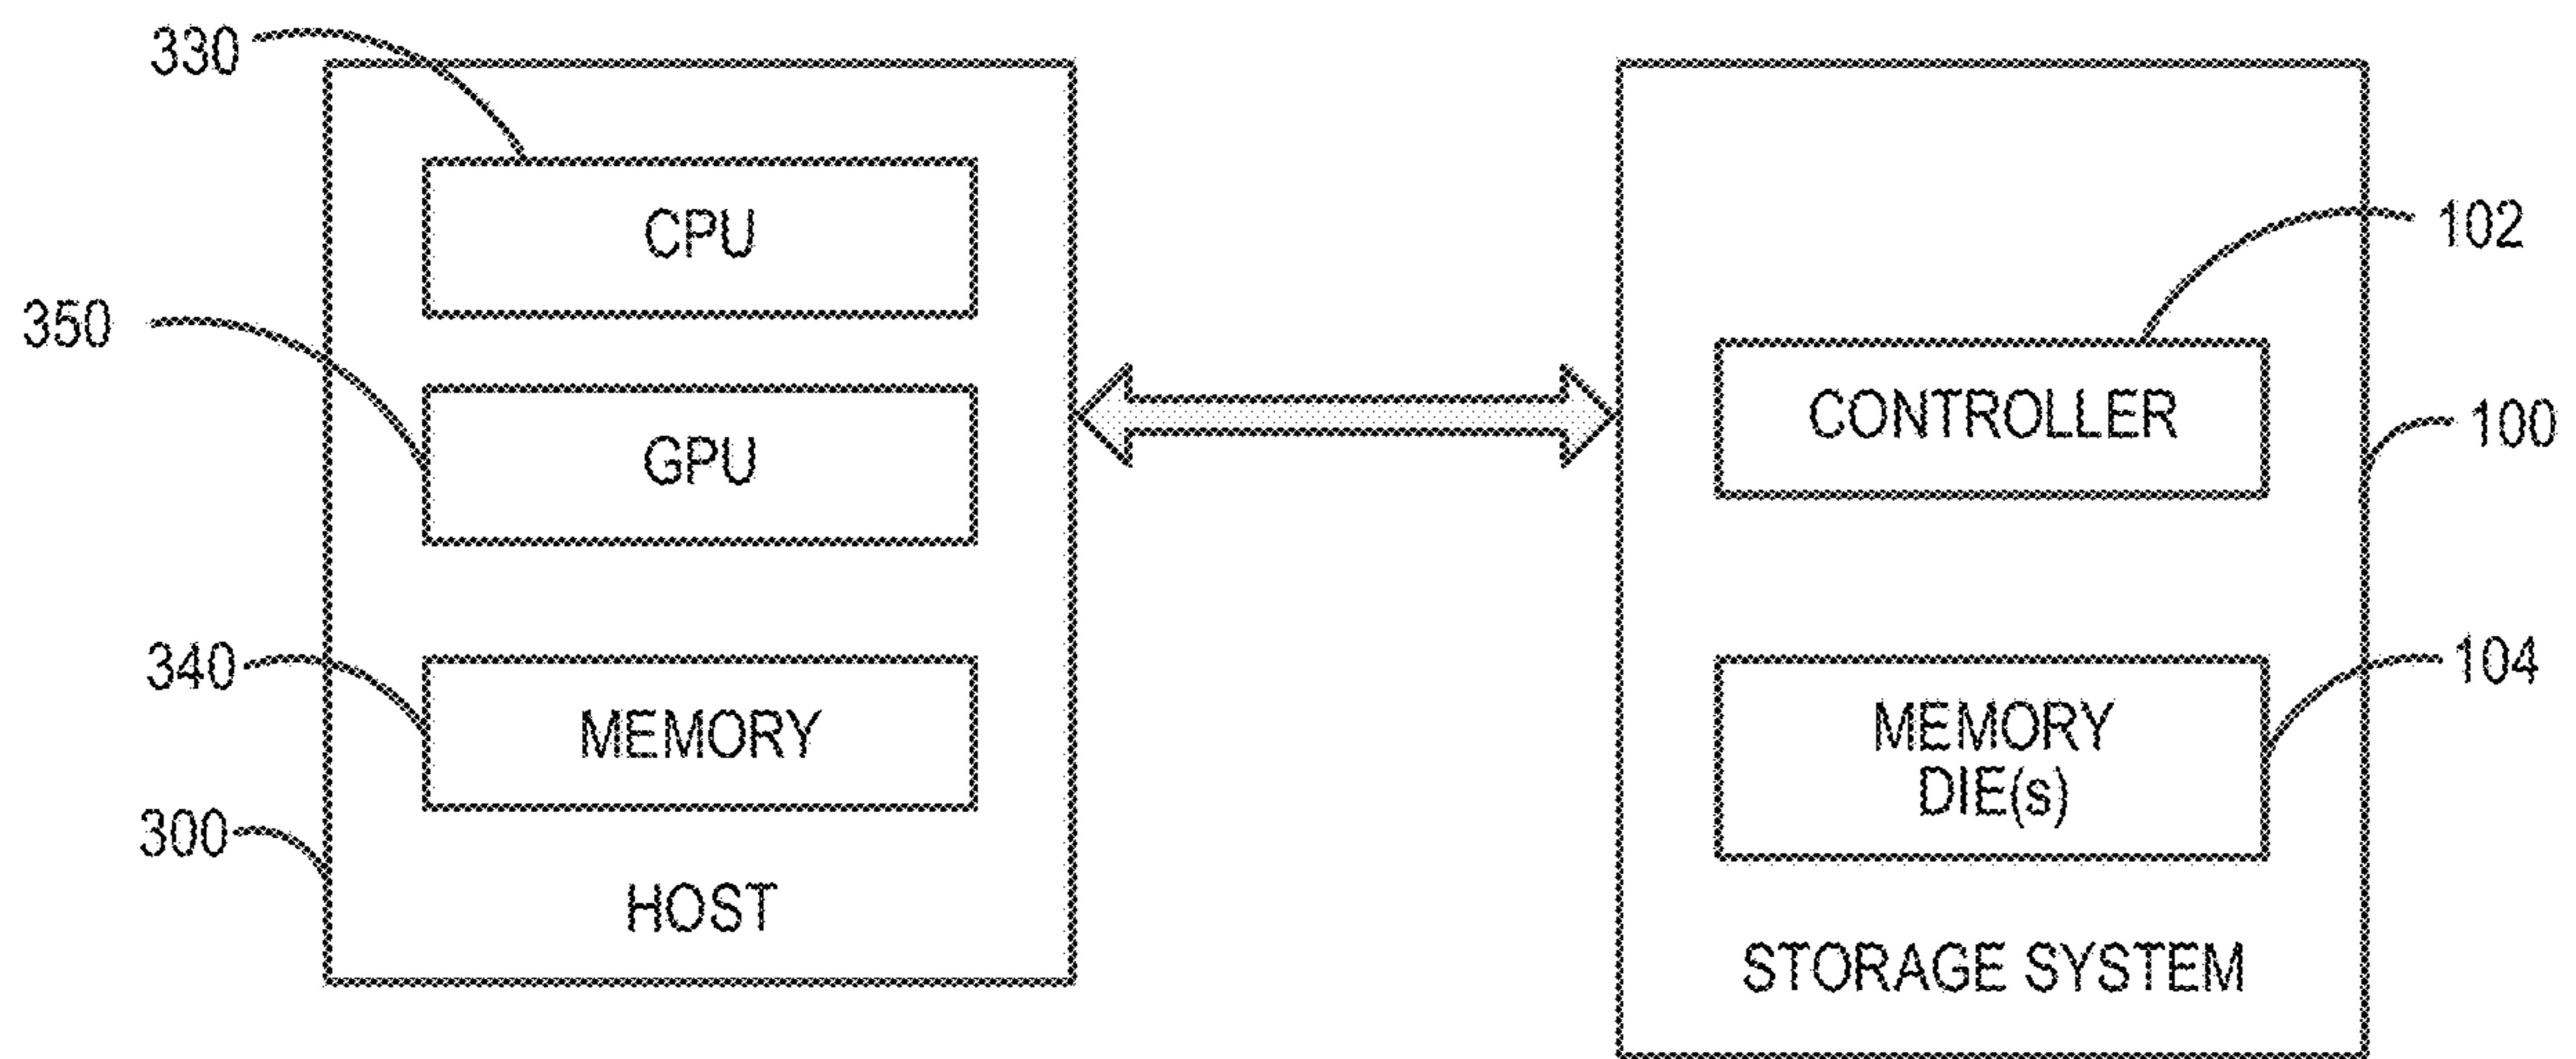 330
CPU
350
GPU
340
MEMORY
300
HOST
102
CONTROLLER
100
104
MEMORY
DIE(s)
STORAGE SYSTEM